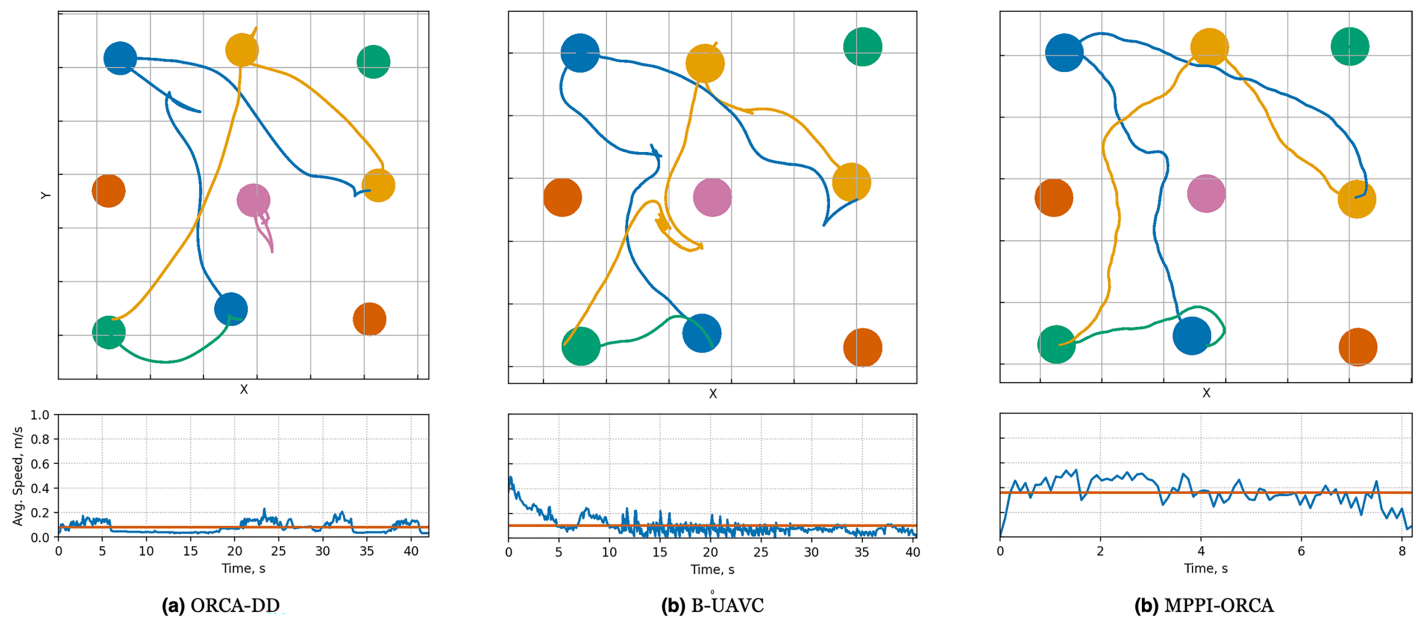 Y
X
X
X
Avg. Speed, m/s
1.0
0.8
0.6
0.4
0.2
0.0
0 5 10 15 20 25 30 35 40
Time, s
0 5 10 15 20 25 30 35 40
Time, s
0 2 4 6 8
Time, s
(a) ORCA-DD
(b) B-UAVC
(b) MPPI-ORCA